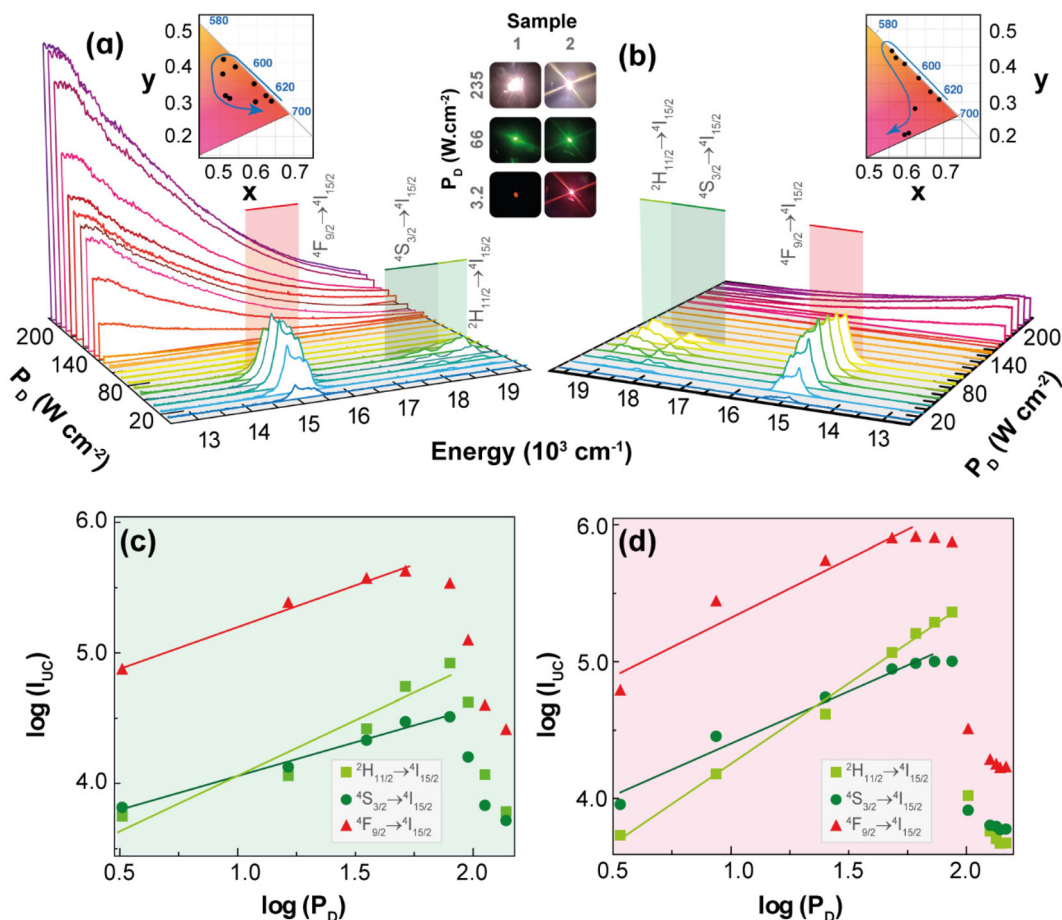 (a)
580
600
620
700
0.5
0.4
0.3
0.2
y
0.5 0.6 0.7
x
Sample
1 2
P_D (W.cm⁻²)
235
66
3.2
(b)
580
600
620
700
0.5
0.4
0.3
0.2
y
0.5 0.6 0.7
x
⁴F₉/₂→⁴I₁₅/₂
⁴S₃/₂→⁴I₁₅/₂
²H₁₁/₂→⁴I₁₅/₂
²H₁₁/₂→⁴I₁₅/₂
⁴S₃/₂→⁴I₁₅/₂
⁴F₉/₂→⁴I₁₅/₂
200
140
80
20
P_D (W cm⁻²)
13 14 15 16 17 18 19
Energy (10³ cm⁻¹)
19 18 17 16 15 14 13
200
140
80
20
P_D (W cm⁻²)
(c)
6.0
5.0
4.0
log (I_UC)
²H₁₁/₂→⁴I₁₅/₂
⁴S₃/₂→⁴I₁₅/₂
⁴F₉/₂→⁴I₁₅/₂
0.5 1.0 1.5 2.0
log (P_D)
(d)
6.0
5.0
4.0
log (I_UC)
²H₁₁/₂→⁴I₁₅/₂
⁴S₃/₂→⁴I₁₅/₂
⁴F₉/₂→⁴I₁₅/₂
0.5 1.0 1.5 2.0
log (P_D)